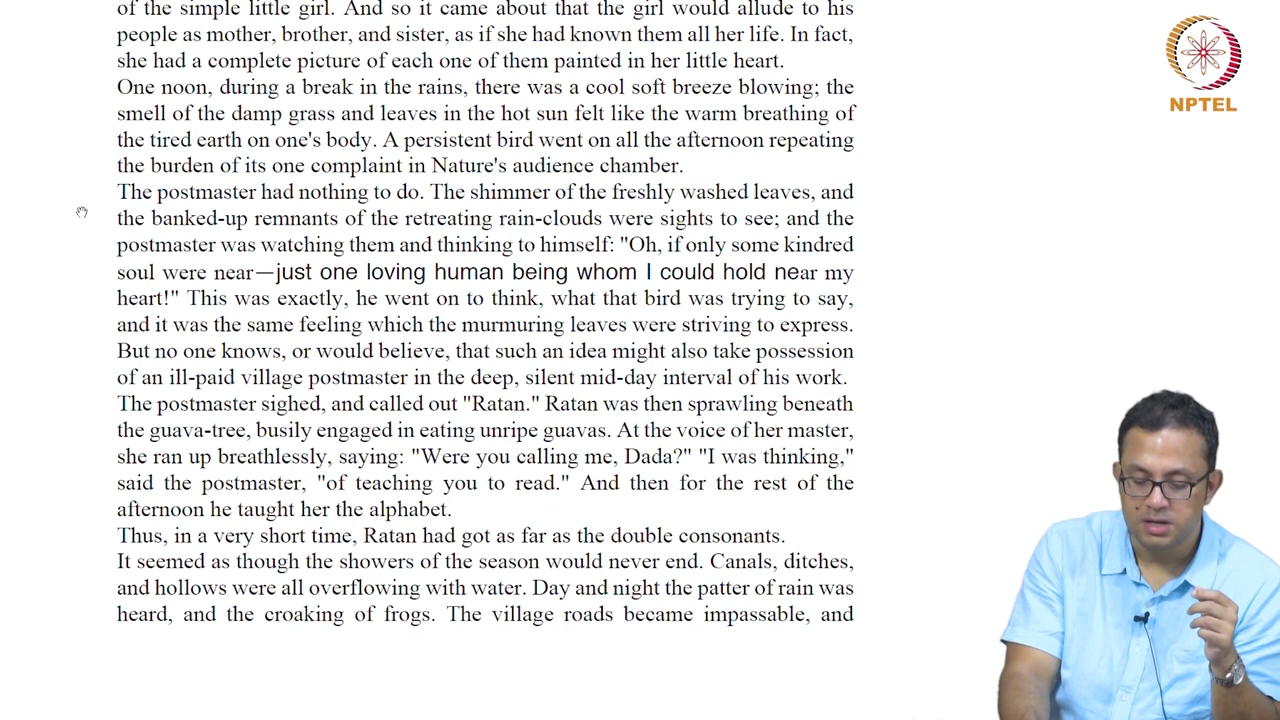 of the simple little girl. And so it came about that the girl would allude to his
people as mother, brother, and sister, as if she had known them all her life. In fact,
she had a complete picture of each one of them painted in her little heart.
One noon, during a break in the rains, there was a cool soft breeze blowing; the
smell of the damp grass and leaves in the hot sun felt like the warm breathing of
the tired earth on one's body. A persistent bird went on all the afternoon repeating
the burden of its one complaint in Nature's audience chamber.
The postmaster had nothing to do. The shimmer of the freshly washed leaves, and
the banked-up remnants of the retreating rain-clouds were sights to see; and the
postmaster was watching them and thinking to himself: "Oh, if only some kindred
soul were near—just one loving human being whom I could hold near my
heart!" This was exactly, he went on to think, what that bird was trying to say,
and it was the same feeling which the murmuring leaves were striving to express.
But no one knows, or would believe, that such an idea might also take possession
of an ill-paid village postmaster in the deep, silent mid-day interval of his work.
The postmaster sighed, and called out "Ratan." Ratan was then sprawling beneath
the guava-tree, busily engaged in eating unripe guavas. At the voice of her master,
she ran up breathlessly, saying: "Were you calling me, Dada?" "I was thinking,"
said the postmaster, "of teaching you to read." And then for the rest of the
afternoon he taught her the alphabet.
Thus, in a very short time, Ratan had got as far as the double consonants.
It seemed as though the showers of the season would never end. Canals, ditches,
and hollows were all overflowing with water. Day and night the patter of rain was
heard, and the croaking of frogs. The village roads became impassable, and
NPTEL